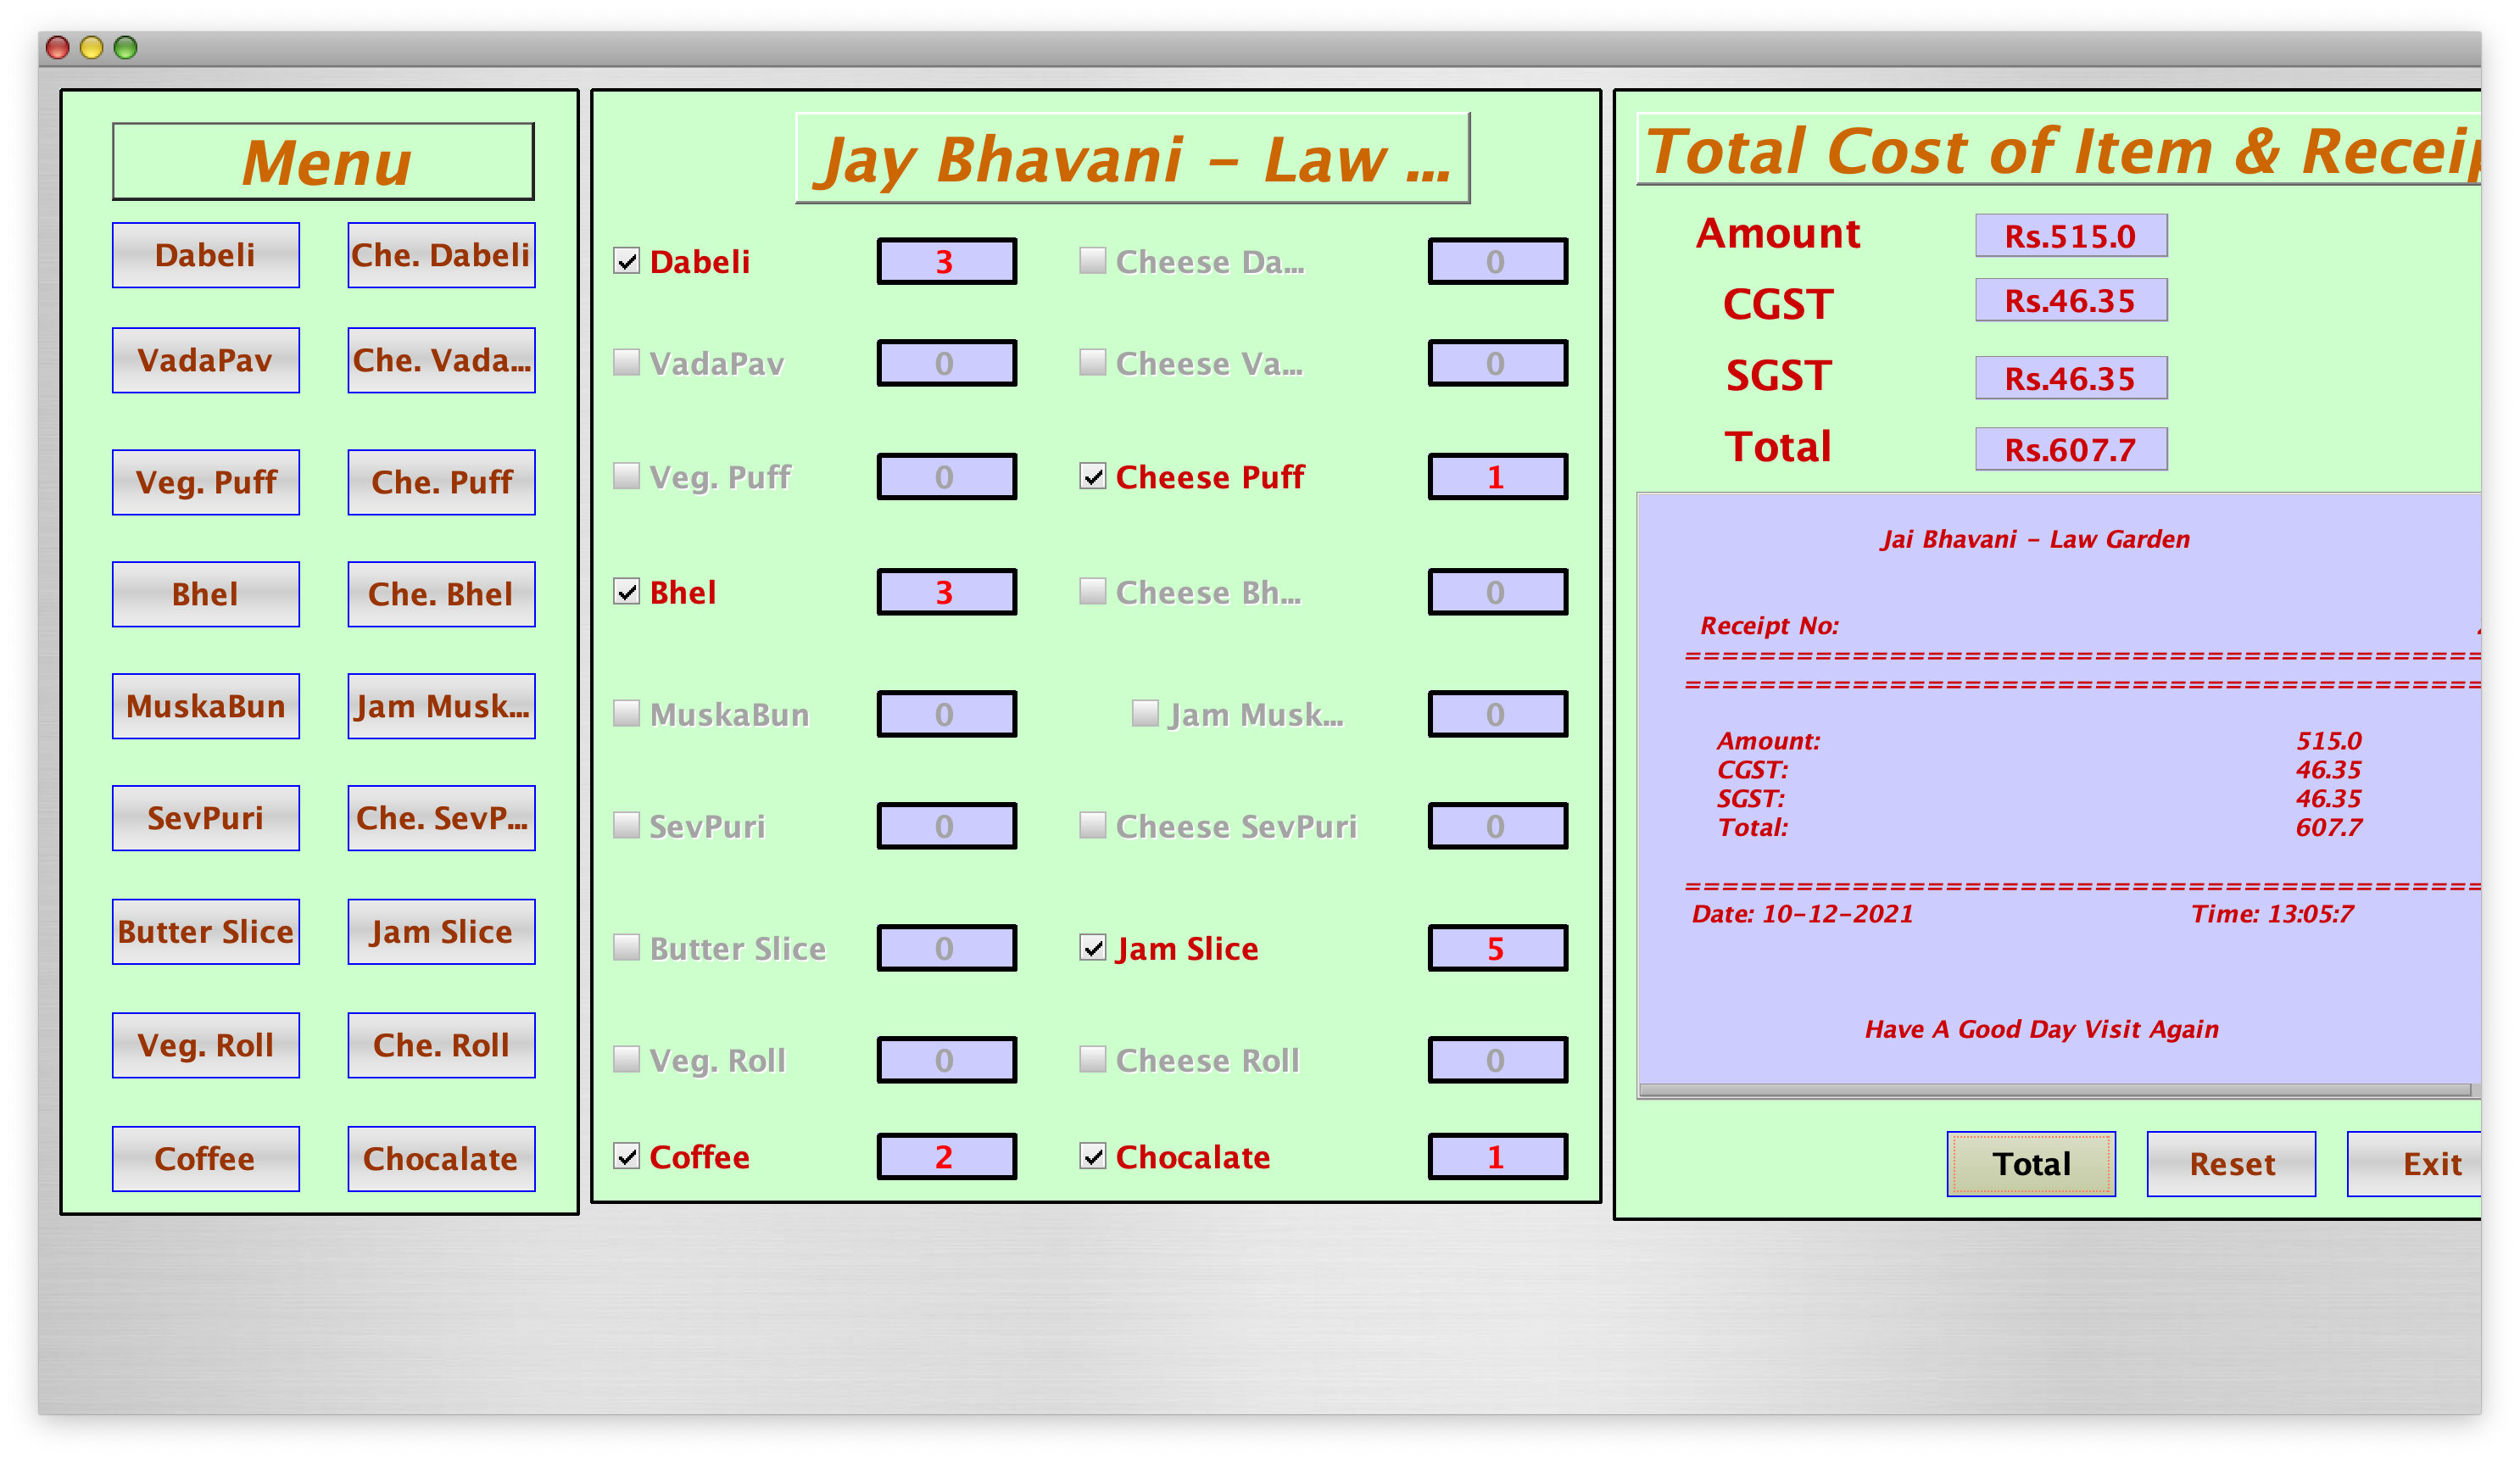 Menu
Dabeli Che. Dabeli
VadaPav Che. Vada...
Veg. Puff Che. Puff
Bhel Che. Bhel
MuskaBun Jam Musk...
SevPuri Che. SevP...
Butter Slice Jam Slice
Veg. Roll Che. Roll
Coffee Chocalate
Jay Bhavani - Law ...
Dabeli 3 Cheese Da... 0
VadaPav 0 Cheese Va... 0
Veg. Puff 0 Cheese Puff 1
Bhel 3 Cheese Bh... 0
MuskaBun 0 Jam Musk... 0
SevPuri 0 Cheese SevPuri 0
Butter Slice 0 Jam Slice 5
Veg. Roll 0 Cheese Roll 0
Coffee 2 Chocalate 1
Total Cost of Item & Receip
Amount Rs.515.0
CGST Rs.46.35
SGST Rs.46.35
Total Rs.607.7
Jai Bhavani - Law Garden
Receipt No:
============================================
============================================
Amount: 515.0
CGST: 46.35
SGST: 46.35
Total: 607.7
============================================
Date: 10-12-2021 Time: 13:05:7
Have A Good Day Visit Again
Total Reset Exit